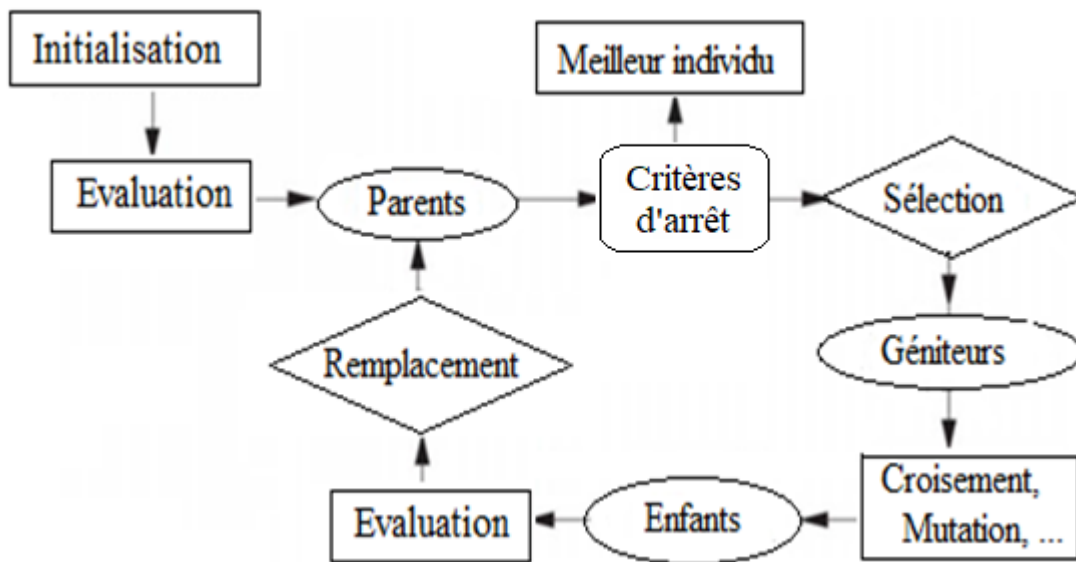 Initialisation
Meilleur individu
Evaluation
Parents
Critères
d'arrêt
Sélection
Remplacement
Géniteurs
Croisement,
Mutation, ...
Enfants
Evaluation